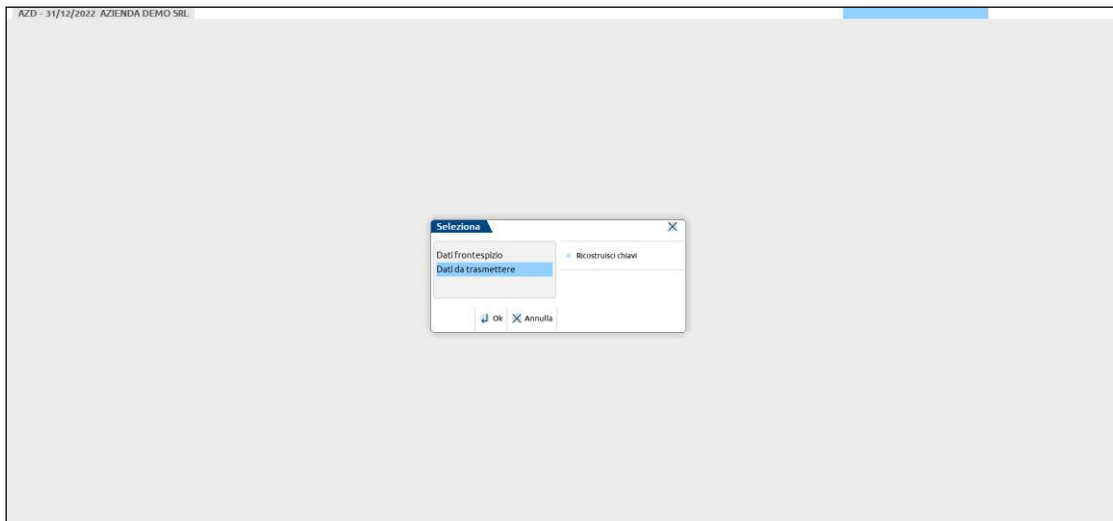 AZD - 31/12/2022 AZIENDA DEMO SRL
Seleziona
Dati frontespizio
Dati da trasmettere
Ricostruisci chiavi
Ok
Annulla